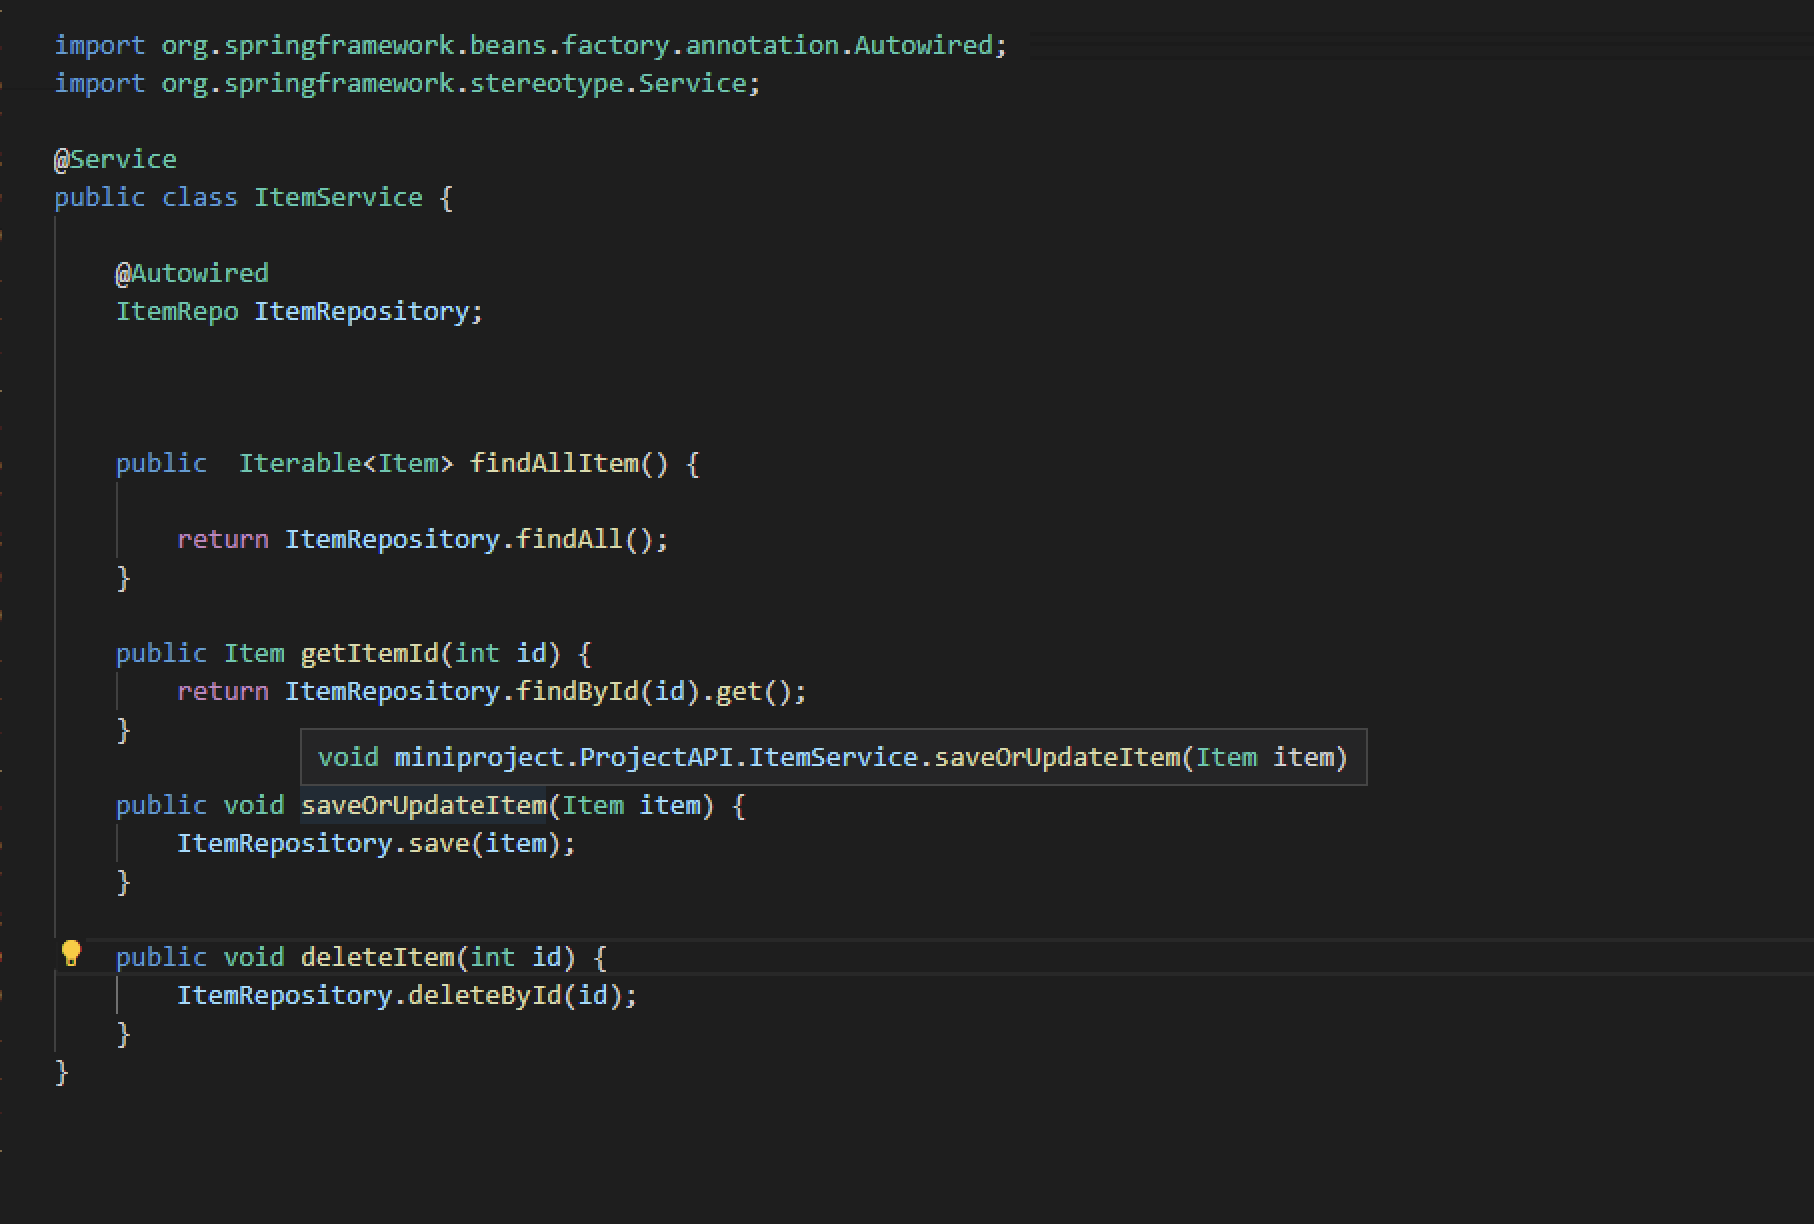 import org.springframework.beans.factory.annotation.Autowired;
import org.springframework.stereotype.Service;
@Service
public class ItemService {
@Autowired
ItemRepo ItemRepository;
public  Iterable<Item> findAllItem() {
return ItemRepository.findAll();
}
public Item getItemId(int id) {
return ItemRepository.findById(id).get();
}
void miniproject.ProjectAPI.ItemService.saveOrUpdateItem(Item item)
public void saveOrUpdateItem(Item item) {
ItemRepository.save(item);
}
public void deleteItem(int id) {
ItemRepository.deleteById(id);
}
}